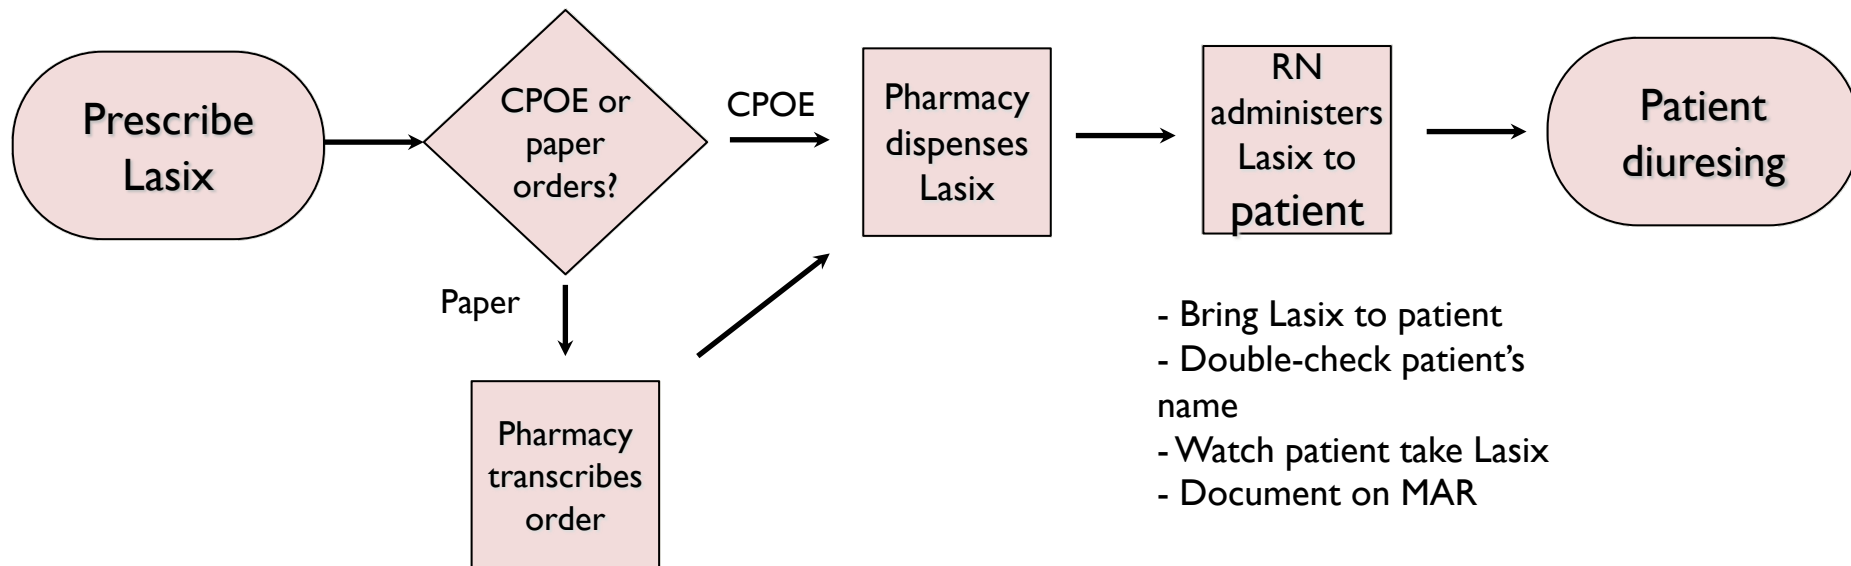 Prescribe
Lasix
CPOE or
paper
orders?
CPOE
Pharmacy
dispenses
Lasix
RN
administers
Lasix to
patient
Patient
diuresing
Paper
Pharmacy
transcribes
order
- Bring Lasix to patient
- Double-check patient’s
name
- Watch patient take Lasix
- Document on MAR